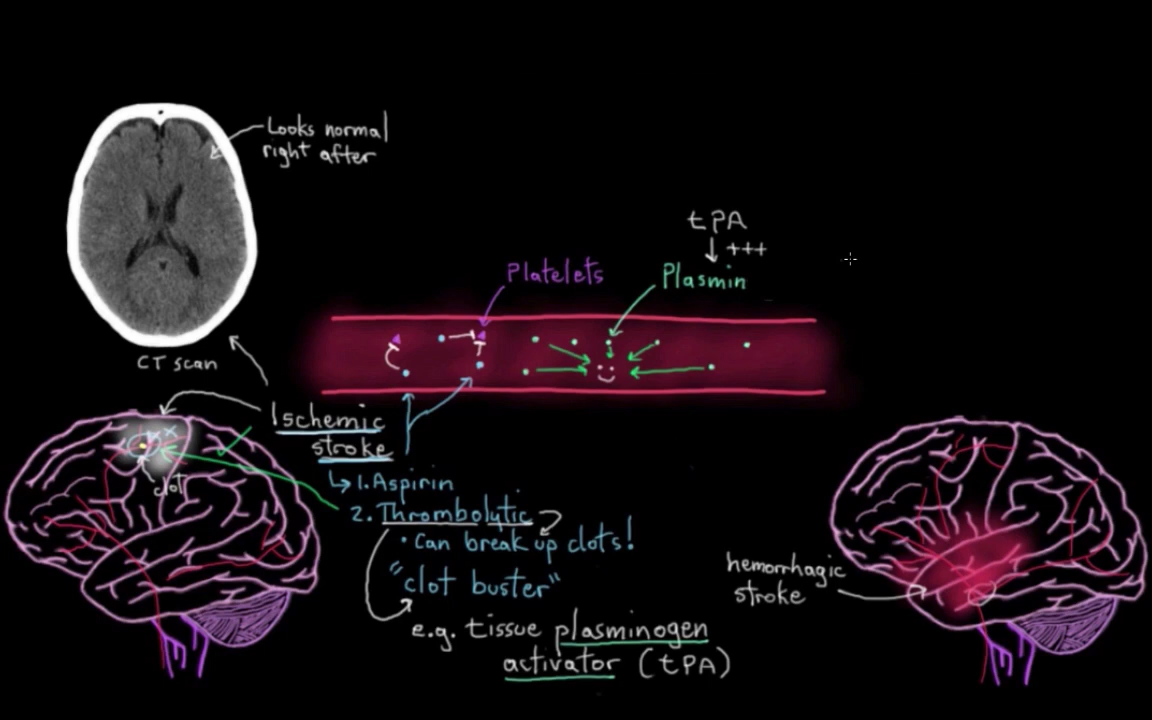 Looks normal
right after
CT scan
tPA
↓ +++
Platelets
Plasmin
Ischemic
stroke
clot
↳ 1. Aspirin
2. Thrombolytic
• Can break up clots!
"clot buster"
e.g. tissue plasminogen
activator (tPA)
hemorrhagic
stroke